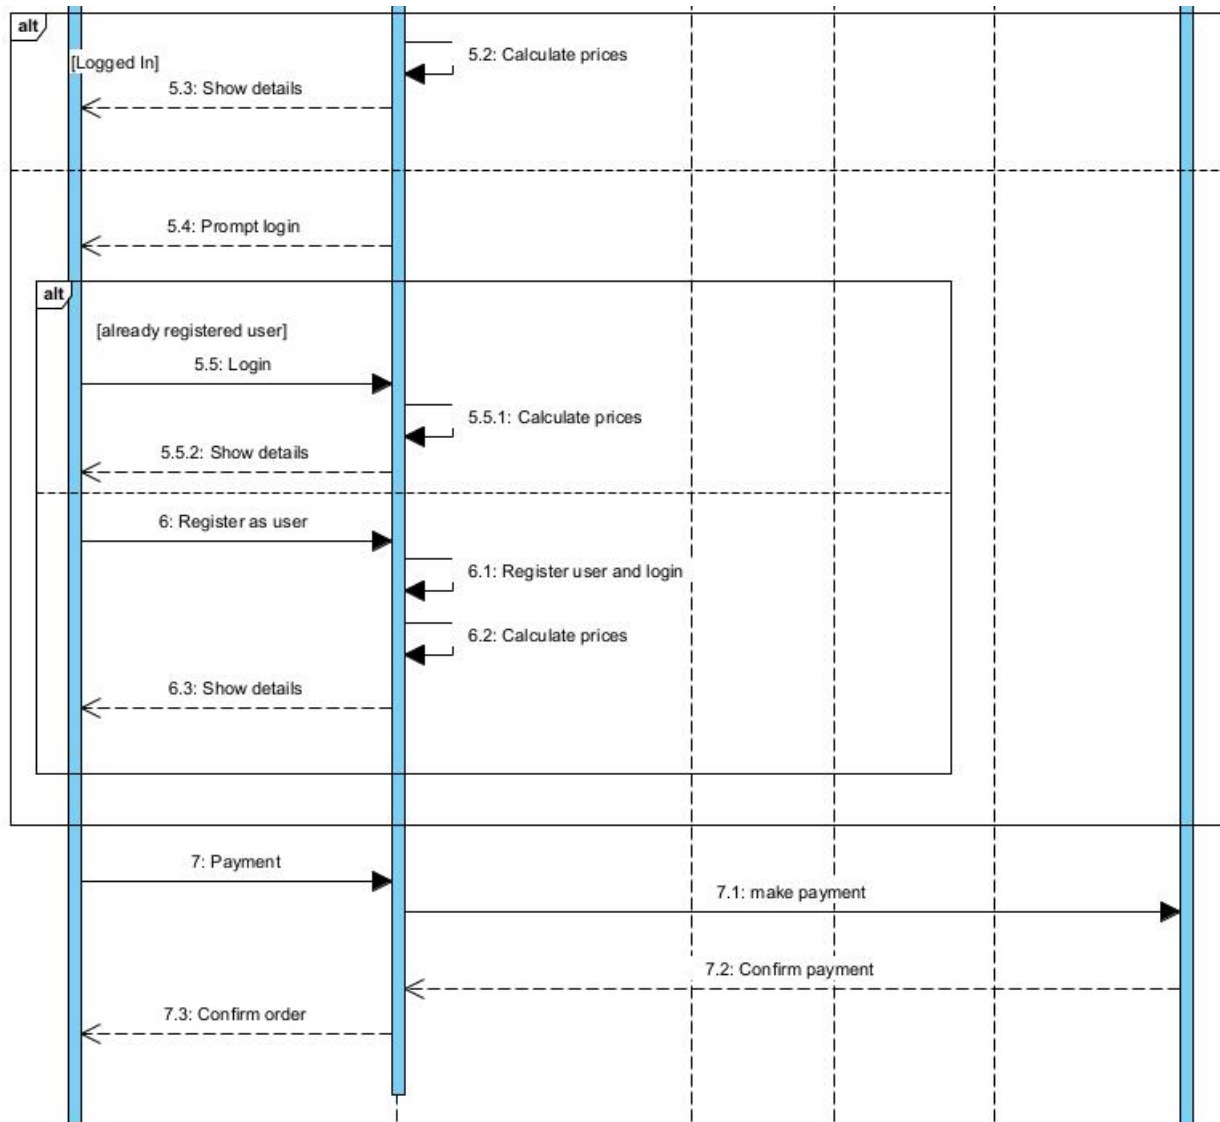 alt
5.2: Calculate prices
[Logged In]
5.3: Show details
5.4: Prompt login
alt
[already registered user]
5.5: Login
5.5.1: Calculate prices
5.5.2: Show details
6: Register as user
6.1: Register user and login
6.2: Calculate prices
6.3: Show details
7: Payment
7.1: make payment
7.2: Confirm payment
7.3: Confirm order